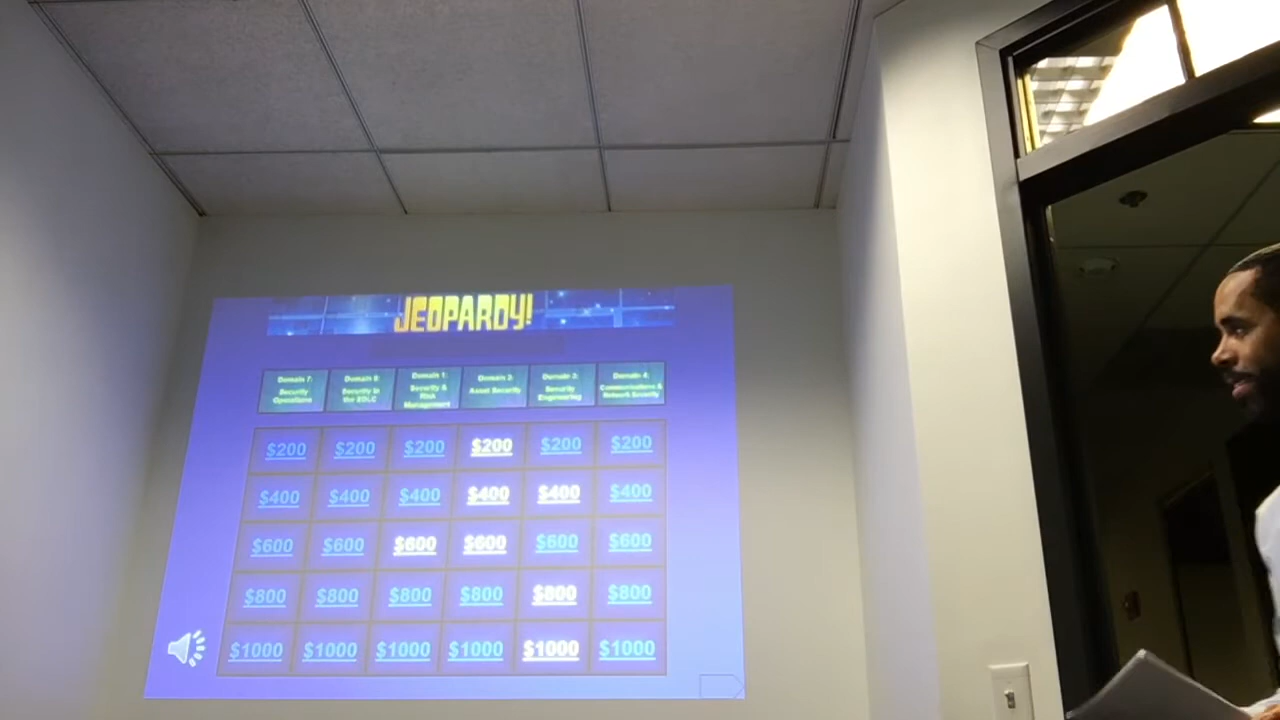 JEOPARDY!
Domain 7: Security Operations
Domain 8: Security in the SDLC
Domain 1: Security & Risk Management
Domain 2: Asset Security
Domain 3: Security Engineering
Domain 4: Communications & Network Security
$200 $200 $200 $200 $200 $200
$400 $400 $400 $400 $400 $400
$600 $600 $600 $600 $600 $600
$800 $800 $800 $800 $800 $800
$1000 $1000 $1000 $1000 $1000 $1000